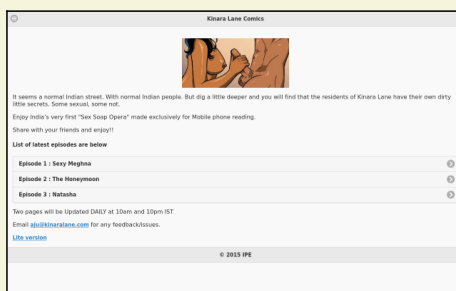 Kinara Lane Comics
It seems a normal Indian street. With normal Indian people. But dig a little deeper and you will find that the residents of Kinara Lane have their own dirty
little secrets. Some sexual, some not.
Enjoy India's very first "Sex Soap Opera" made exclusively for Mobile phone reading.
Share with your friends and enjoy!!
List of latest episodes are below
Episode 1 : Sexy Meghna
Episode 2 : The Honeymoon
Episode 3 : Natasha
Two pages will be Updated DAILY at 10am and 10pm IST
Email aju@kinaralane.com for any feedback/issues.
Lite version
© 2015 IPE